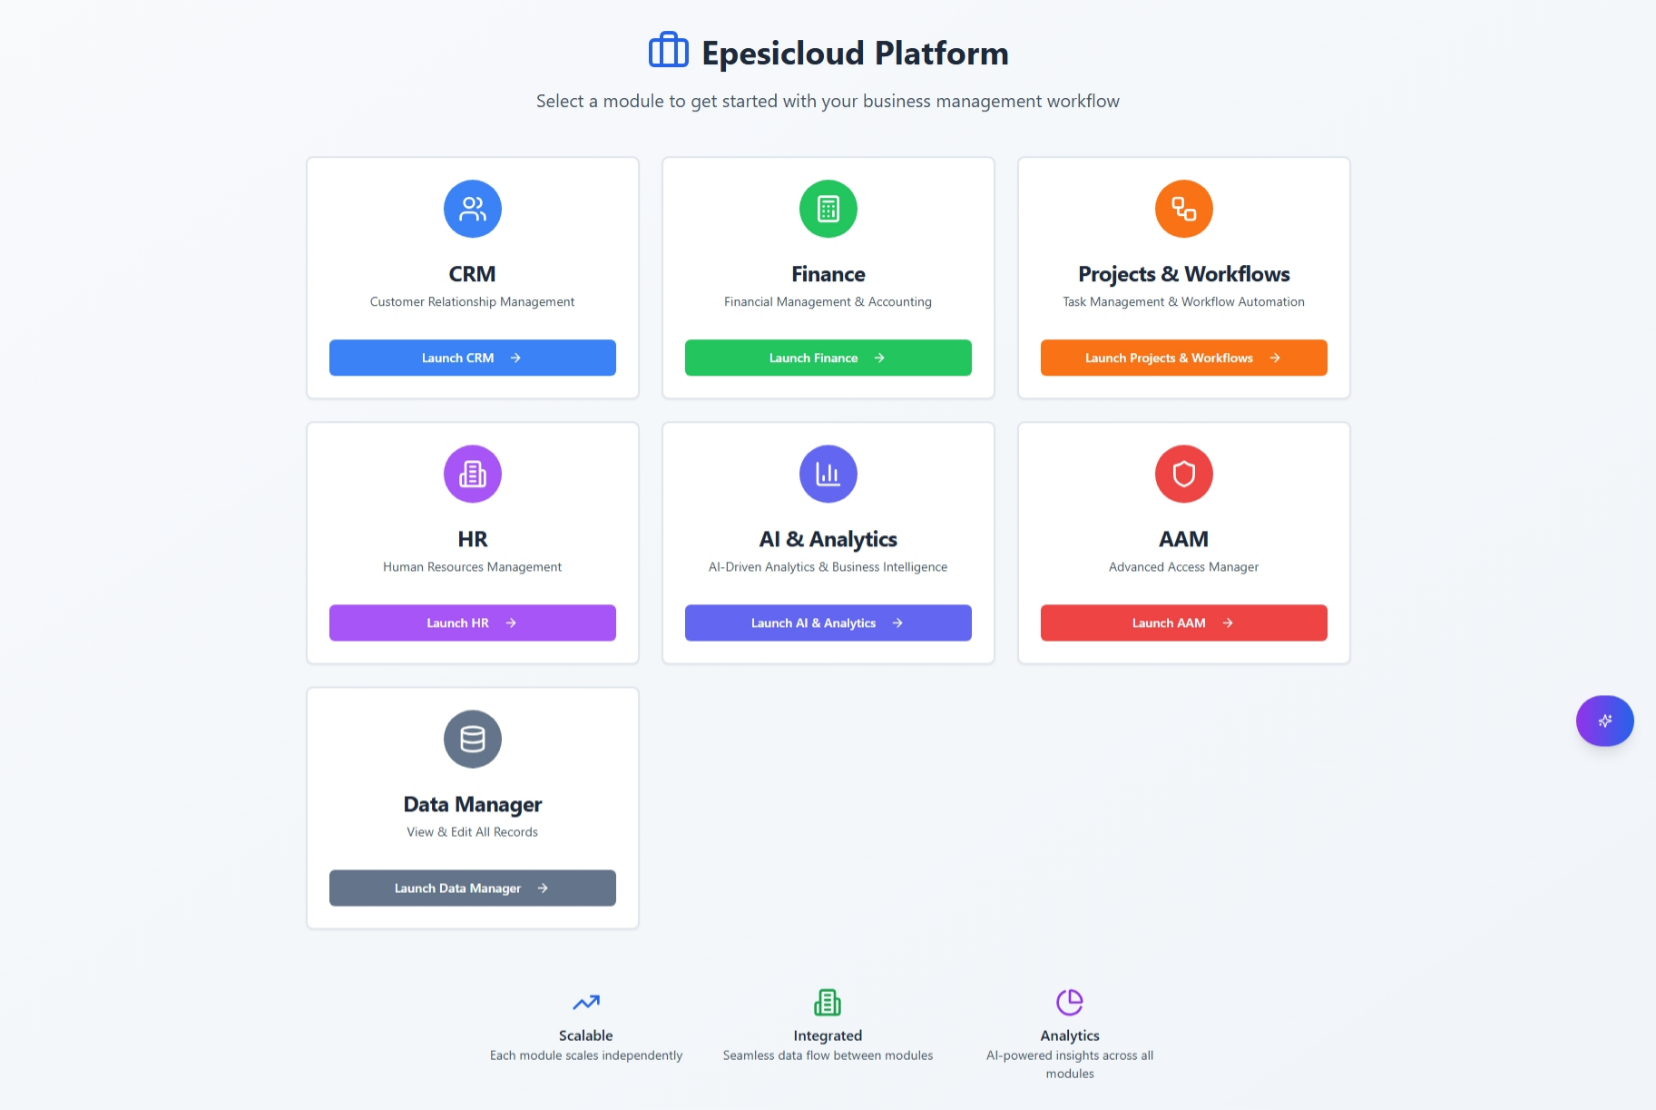 Epesicloud Platform
Select a module to get started with your business management workflow
CRM
Customer Relationship Management
Launch CRM
Finance
Financial Management & Accounting
Launch Finance
Projects & Workflows
Task Management & Workflow Automation
Launch Projects & Workflows
HR
Human Resources Management
Launch HR
AI & Analytics
AI-Driven Analytics & Business Intelligence
Launch AI & Analytics
AAM
Advanced Access Manager
Launch AAM
Data Manager
View & Edit All Records
Launch Data Manager
Scalable
Each module scales independently
Integrated
Seamless data flow between modules
Analytics
AI-powered insights across all
modules